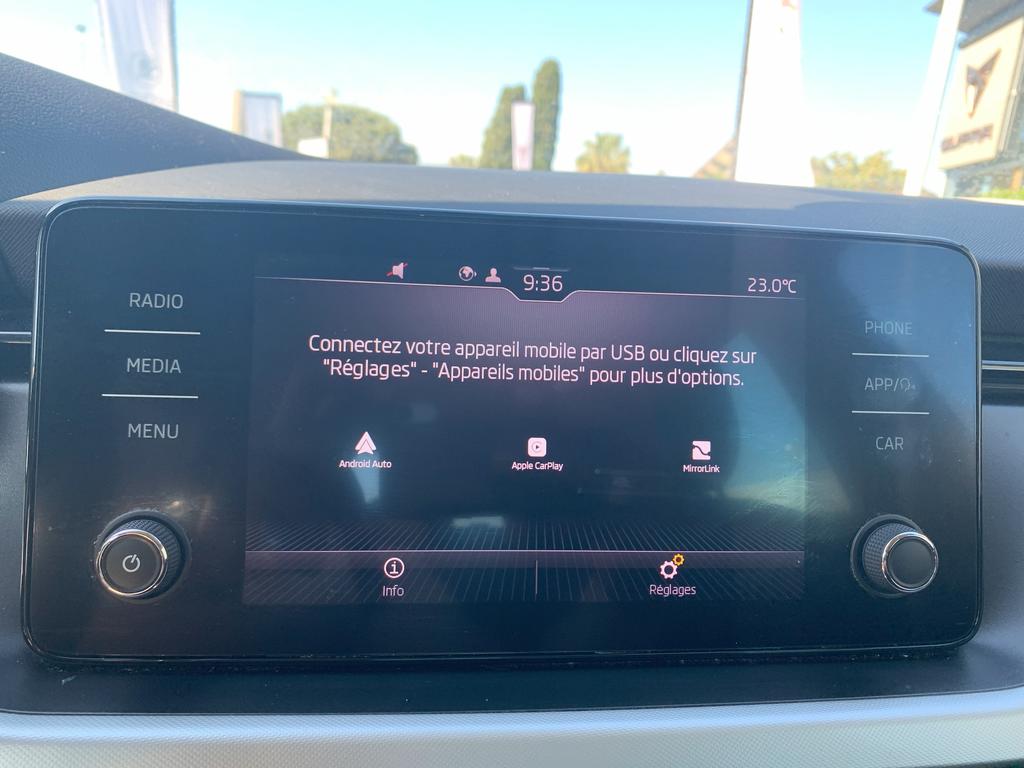 9:36
23.0°C
RADIO
MEDIA
MENU
Connectez votre appareil mobile par USB ou cliquez sur
"Réglages" - "Appareils mobiles" pour plus d'options.
Android Auto
Apple CarPlay
MirrorLink
Info
Réglages
PHONE
APP/
CAR
CUPRA